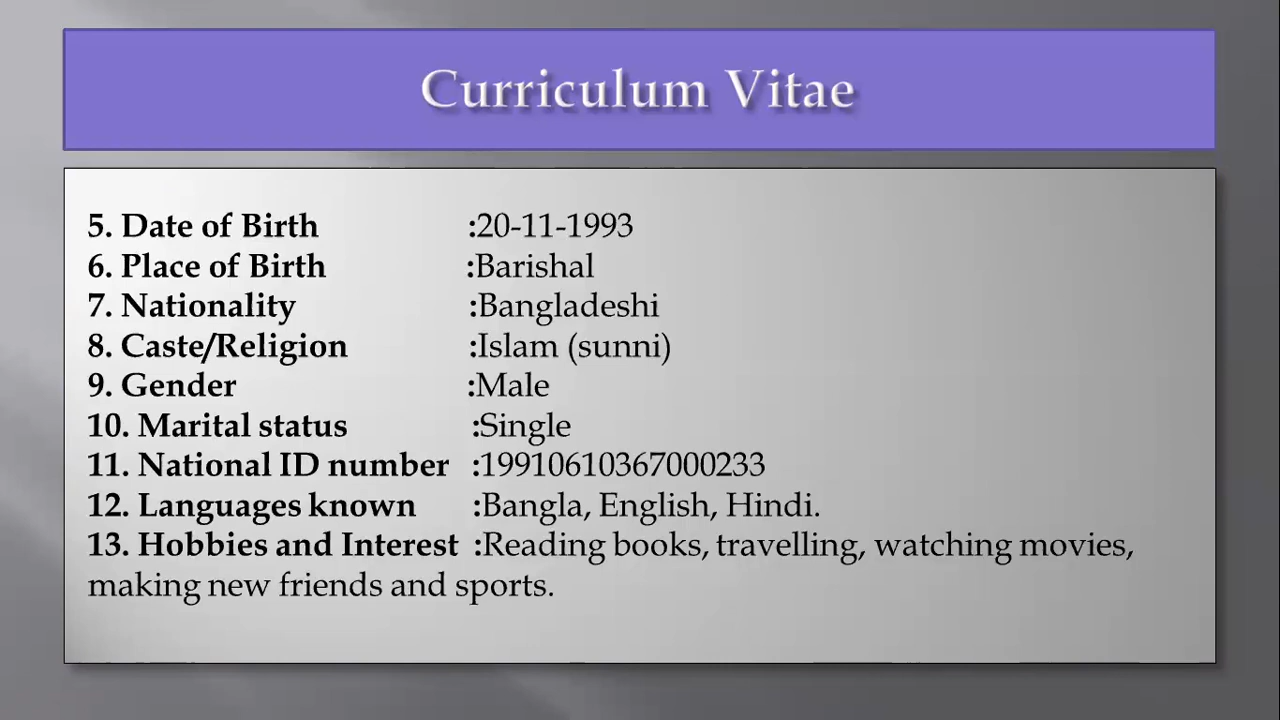 Curriculum Vitae
5. Date of Birth :20-11-1993
6. Place of Birth :Barishal
7. Nationality :Bangladeshi
8. Caste/Religion :Islam (sunni)
9. Gender :Male
10. Marital status :Single
11. National ID number :19910610367000233
12. Languages known :Bangla, English, Hindi.
13. Hobbies and Interest :Reading books, travelling, watching movies,
making new friends and sports.